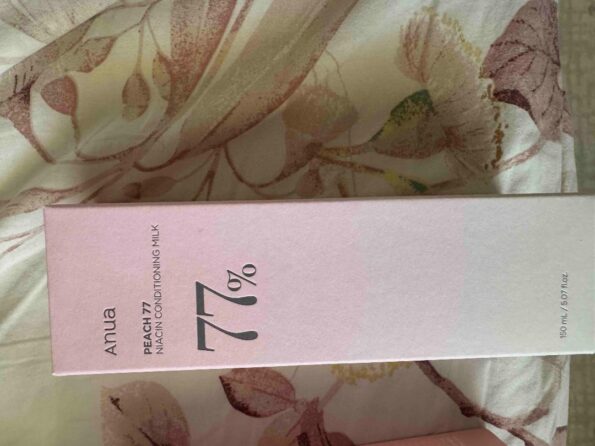 Anua
PEACH 77
NIACIN CONDITIONING MILK
77%
150 mL / 5.07 fl.oz.